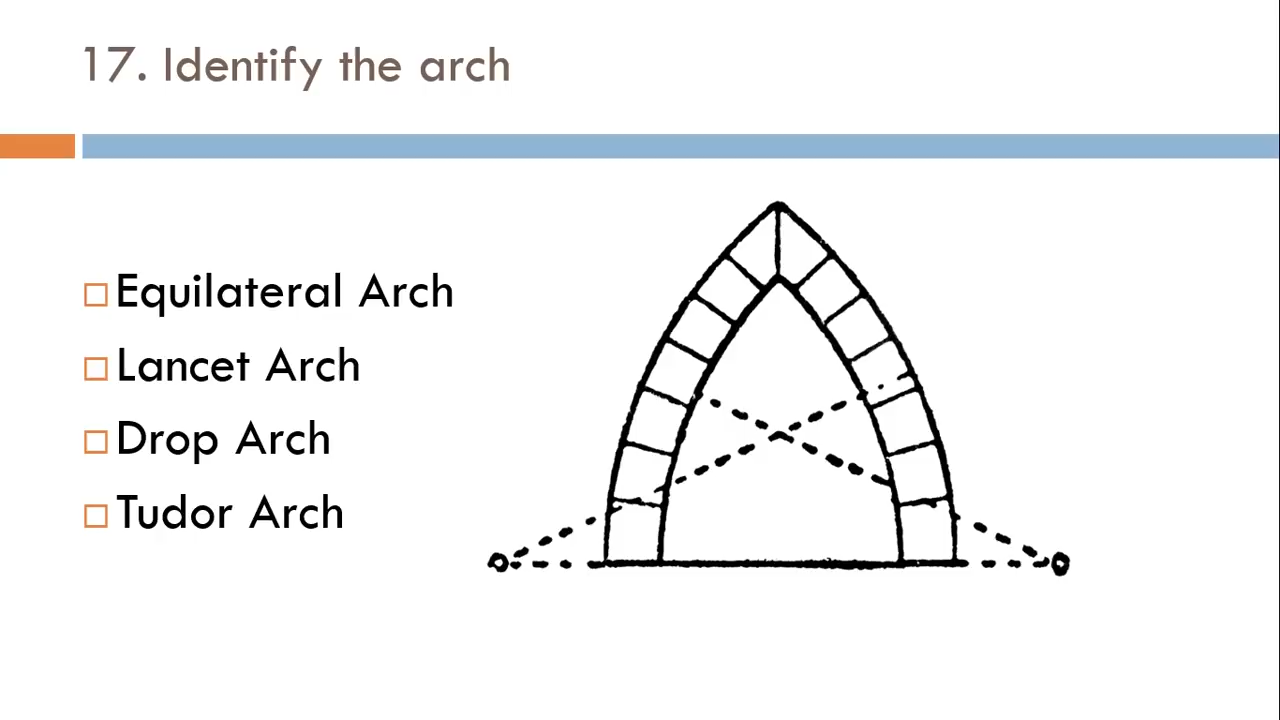 17. Identify the arch
Equilateral Arch
Lancet Arch
Drop Arch
Tudor Arch